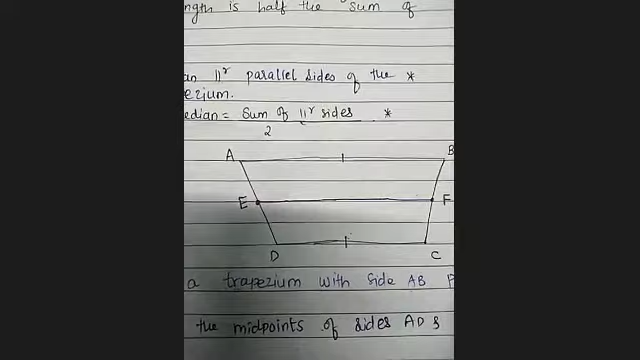 ngth is half the sum of
an ||r parallel sides of the *
ezium.
edian = Sum of ||r sides *
2
A B
E F
D C
a trapezium with side AB
the midpoints of sides AD &